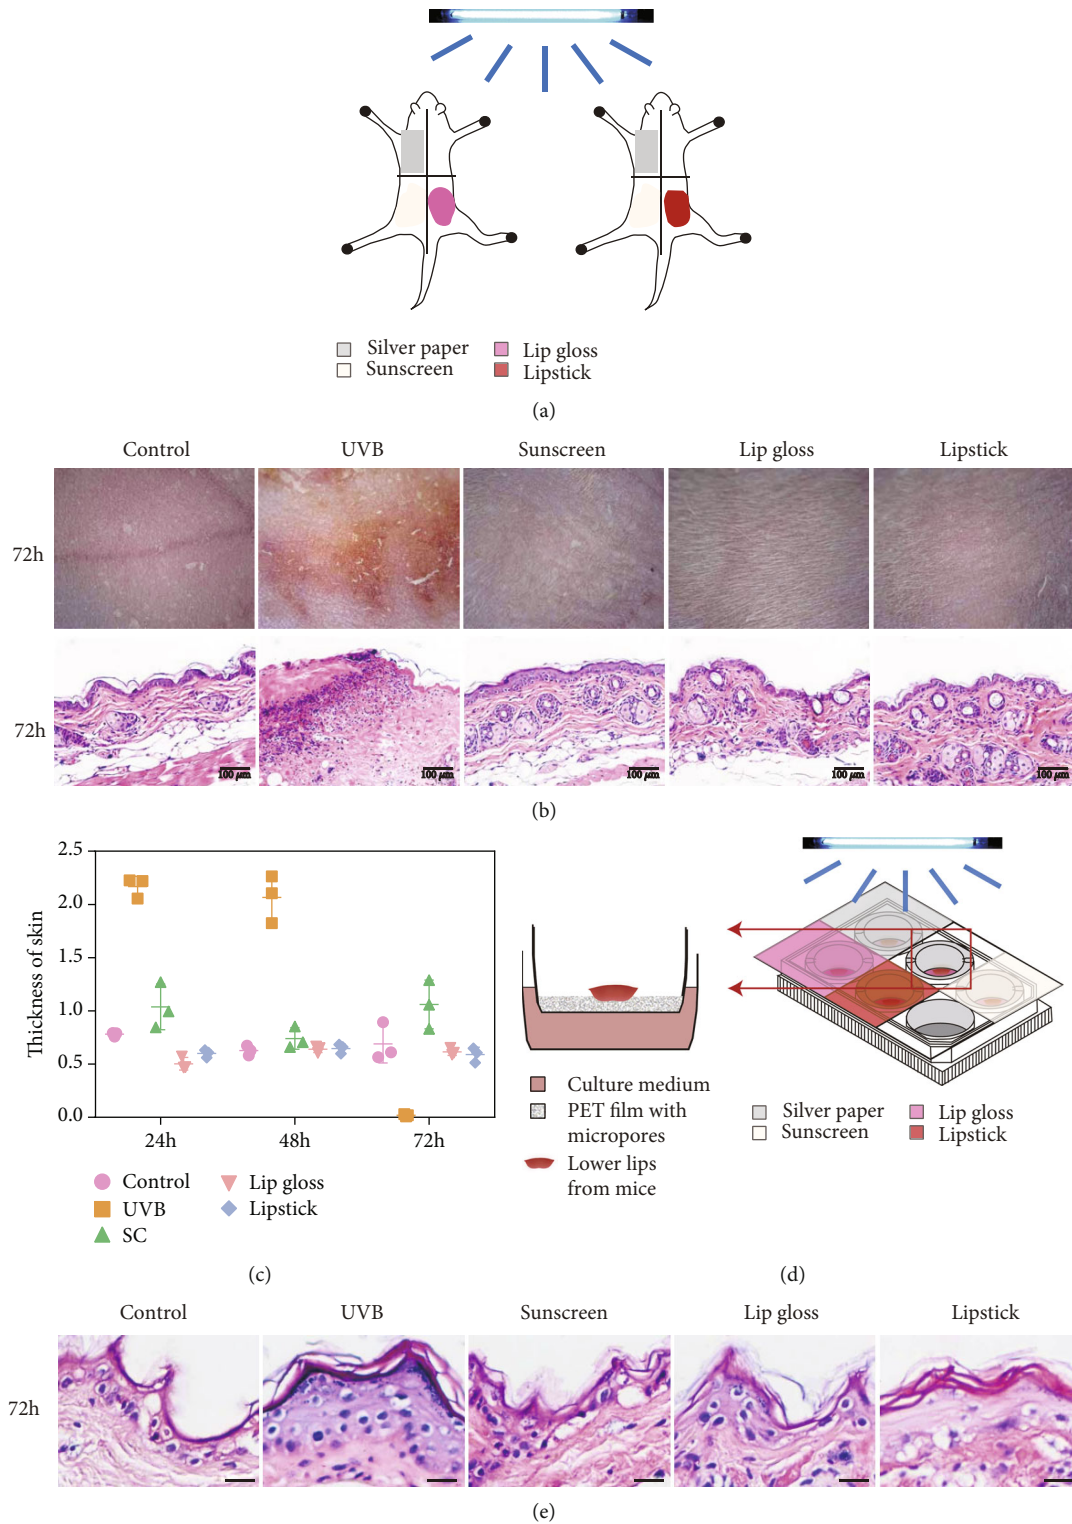 Silver paper
Lip gloss
Sunscreen
Lipstick
(a)
Control
UVB
Sunscreen
Lip gloss
Lipstick
72h
72h
100 μm
100 μm
100 μm
100 μm
100 μm
(b)
2.5
2.0
1.5
1.0
0.5
0.0
Thickness of skin
24h
48h
72h
Control
Lip gloss
UVB
Lipstick
SC
(c)
Culture medium
PET film with
micropores
Lower lips
from mice
Silver paper
Lip gloss
Sunscreen
Lipstick
(d)
Control
UVB
Sunscreen
Lip gloss
Lipstick
72h
(e)